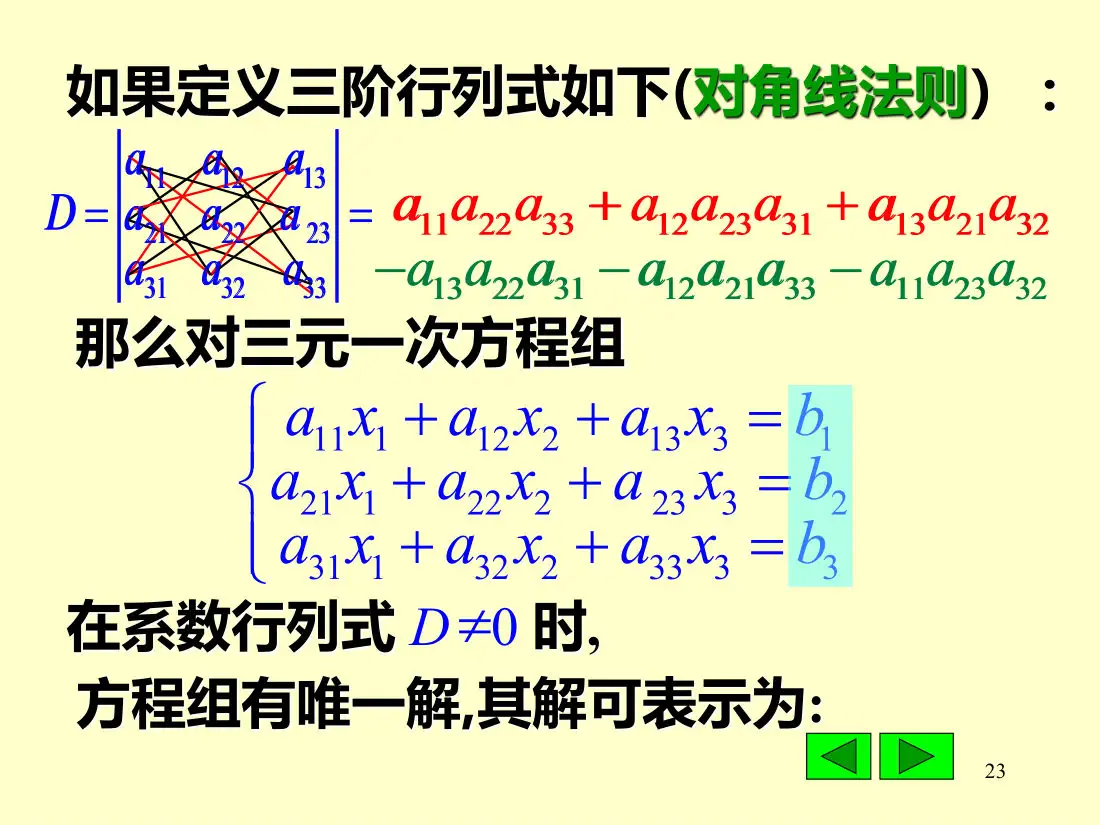 如果定义三阶行列式如下(对角线法则) :
D = | a11 a12 a13 |
| a21 a22 a23 | = a11a22a33 + a12a23a31 + a13a21a32
| a31 a32 a33 | −a13a22a31 − a12a21a33 − a11a23a32
那么对三元一次方程组
a11x1 + a12x2 + a13x3 = b1
a21x1 + a22x2 + a23x3 = b2
a31x1 + a32x2 + a33x3 = b3
在系数行列式 D≠0 时,
方程组有唯一解,其解可表示为:
23